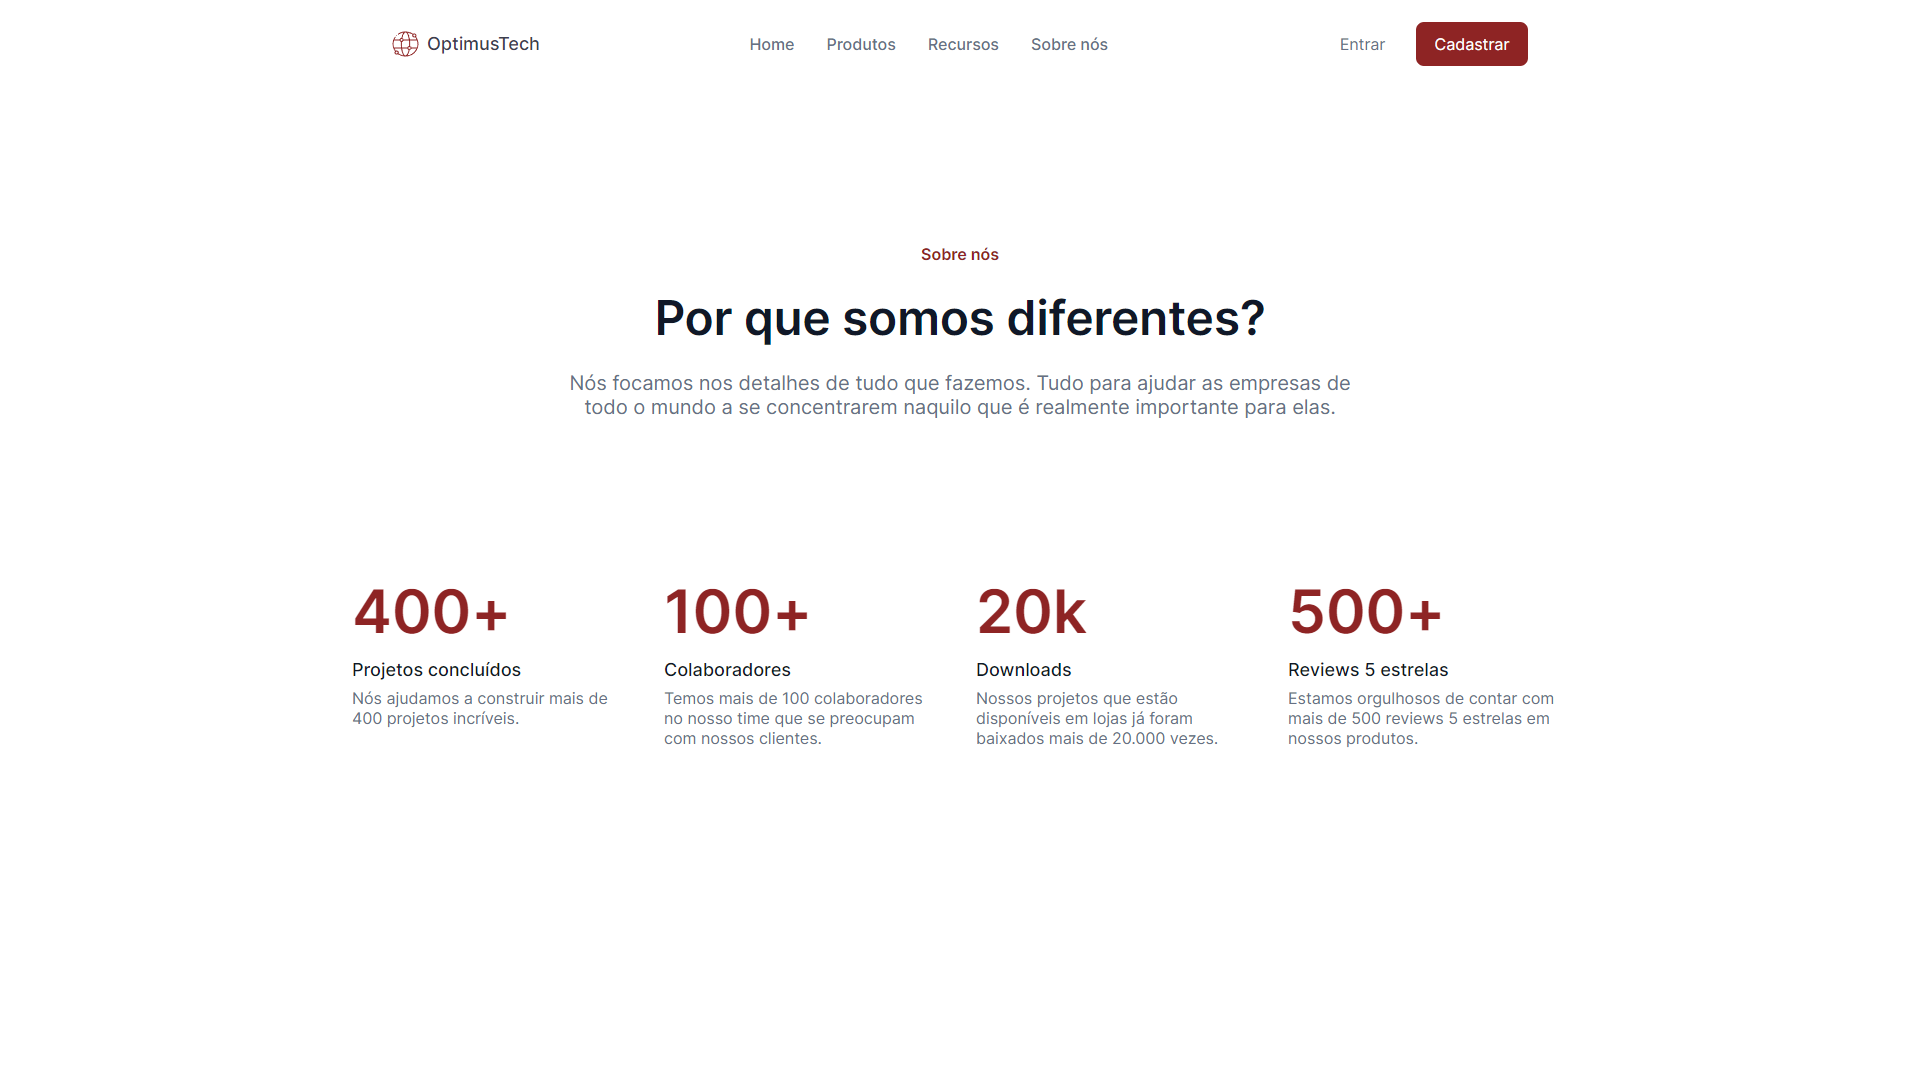 OptimusTech
Home
Produtos
Recursos
Sobre nós
Entrar
Cadastrar
Sobre nós
Por que somos diferentes?
Nós focamos nos detalhes de tudo que fazemos. Tudo para ajudar as empresas de
todo o mundo a se concentrarem naquilo que é realmente importante para elas.
400+
Projetos concluídos
Nós ajudamos a construir mais de
400 projetos incríveis.
100+
Colaboradores
Temos mais de 100 colaboradores
no nosso time que se preocupam
com nossos clientes.
20k
Downloads
Nossos projetos que estão
disponíveis em lojas já foram
baixados mais de 20.000 vezes.
500+
Reviews 5 estrelas
Estamos orgulhosos de contar com
mais de 500 reviews 5 estrelas em
nossos produtos.